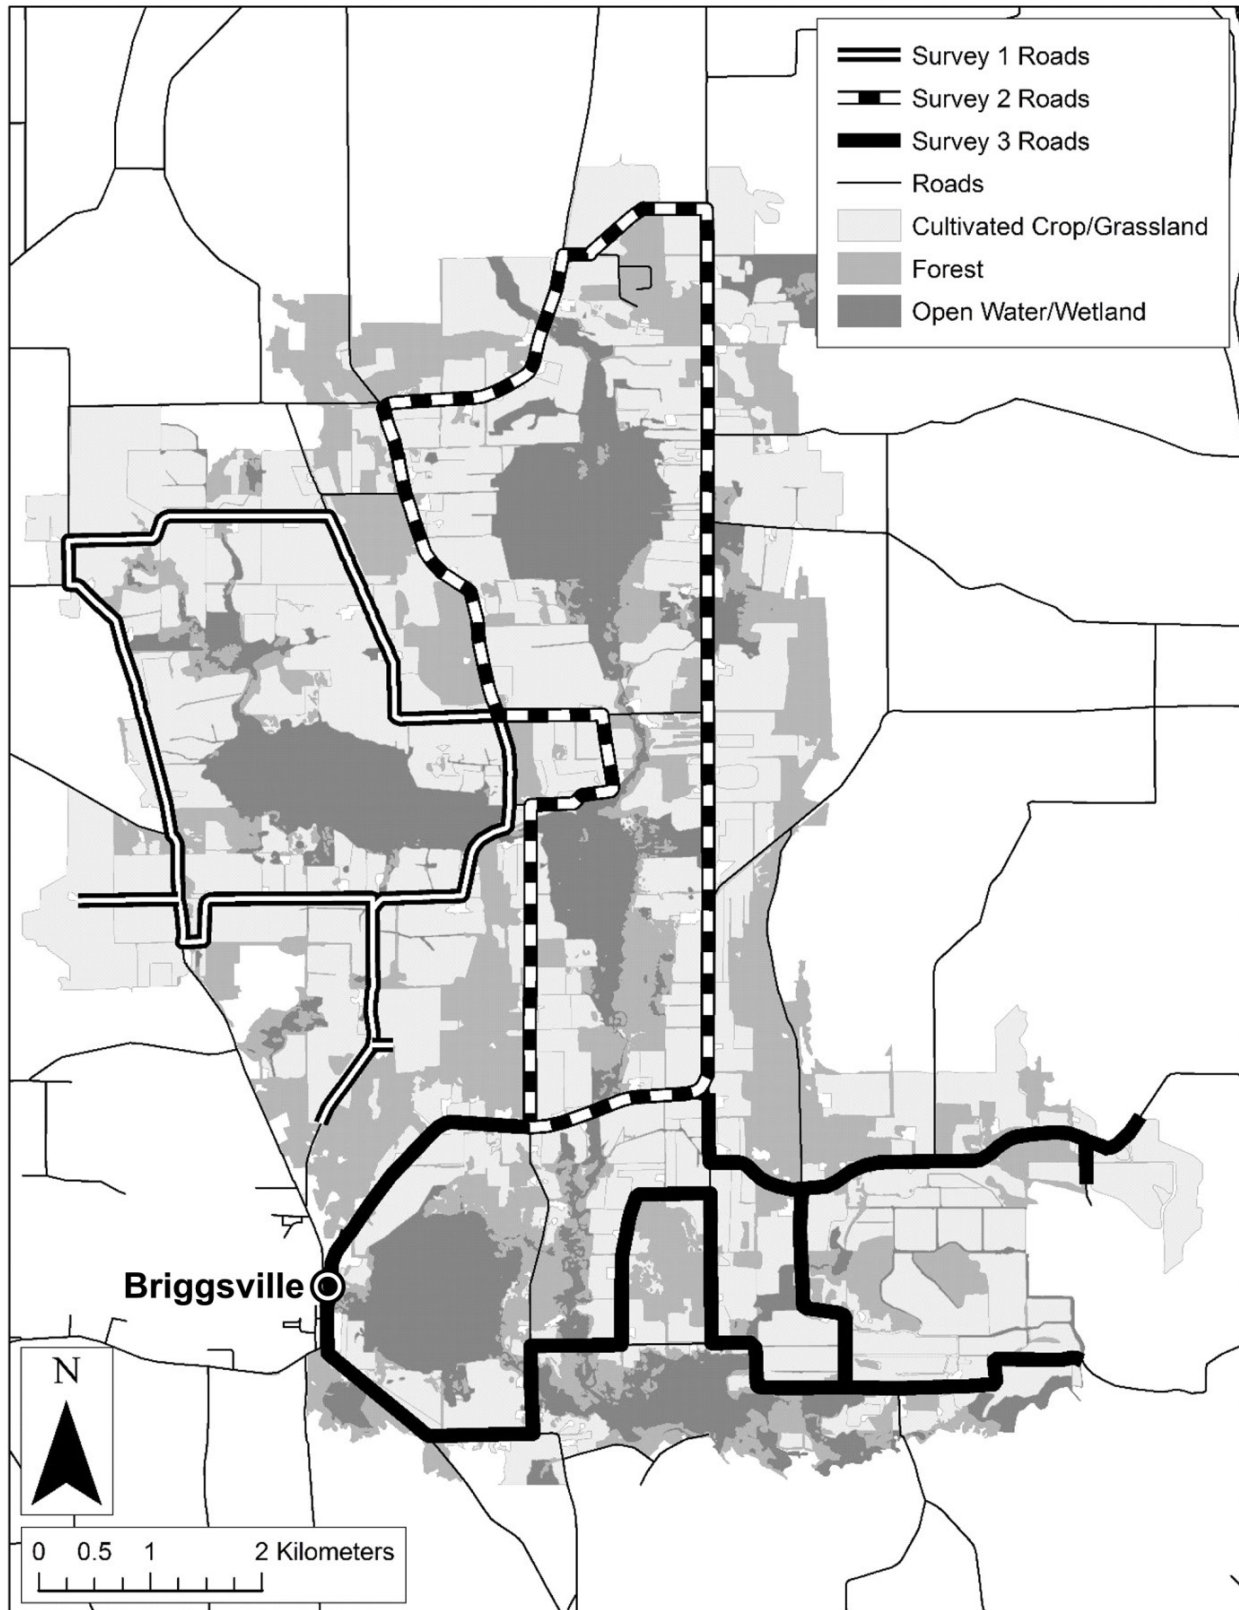 Survey 1 Roads
Survey 2 Roads
Survey 3 Roads
Roads
Cultivated Crop/Grassland
Forest
Open Water/Wetland
Briggsville
N
0 0.5 1 2 Kilometers